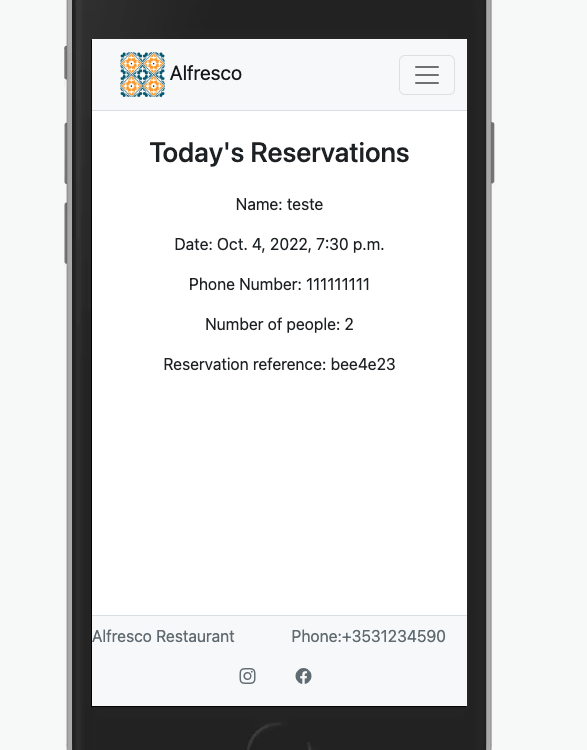 Alfresco
Today's Reservations
Name: teste
Date: Oct. 4, 2022, 7:30 p.m.
Phone Number: 111111111
Number of people: 2
Reservation reference: bee4e23
Alfresco Restaurant Phone:+3531234590